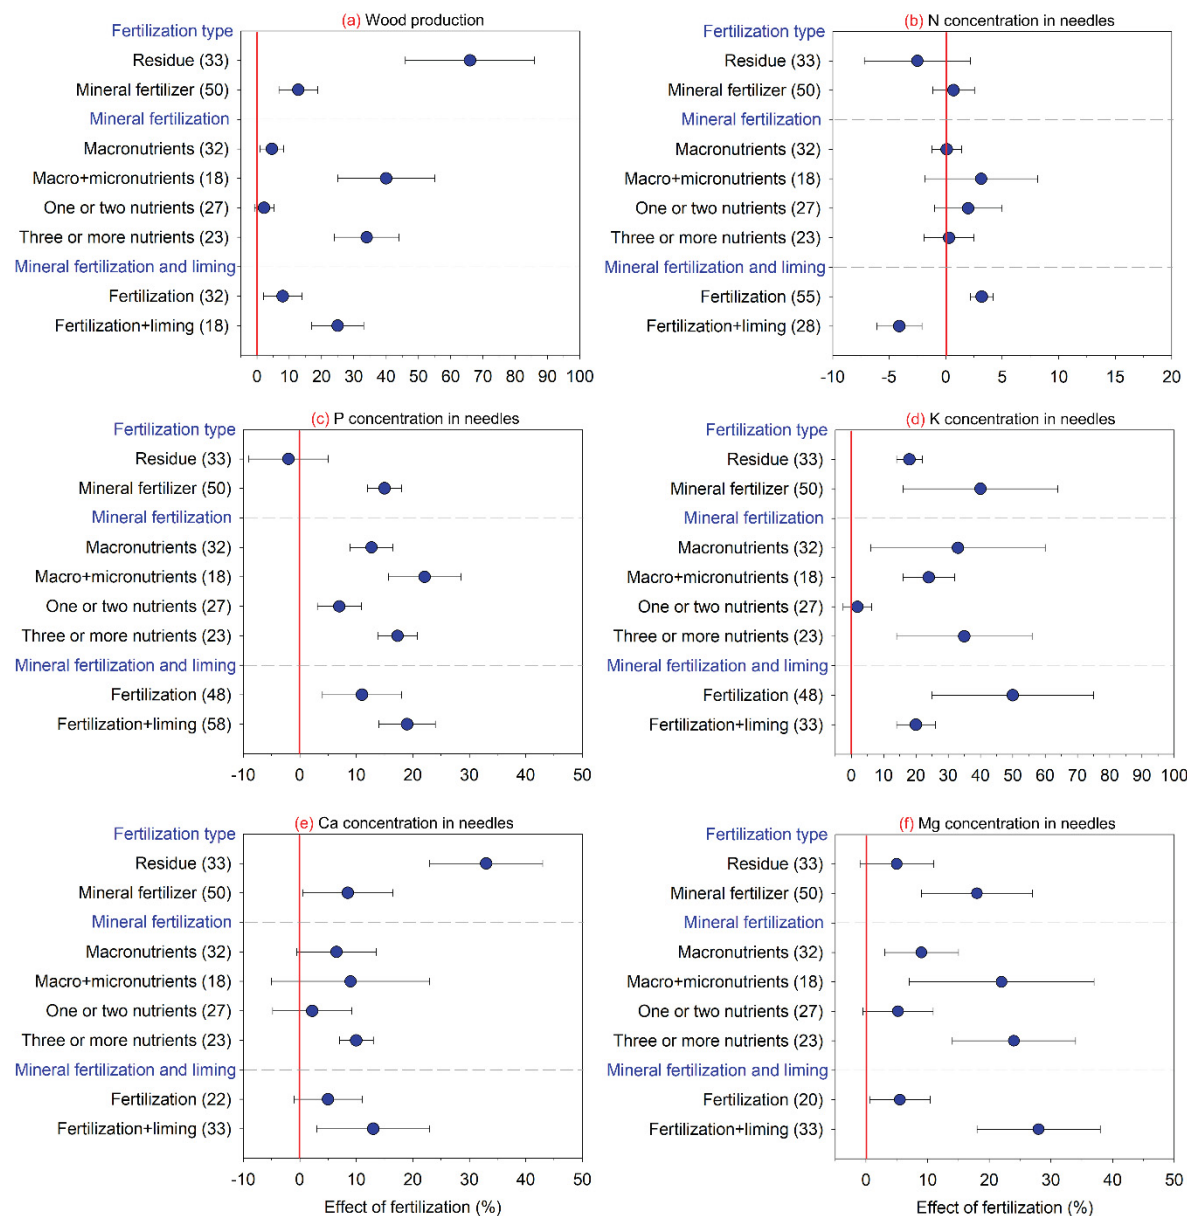 (a) Wood production
Fertilization type
Residue (33)
Mineral fertilizer (50)
Mineral fertilization
Macronutrients (32)
Macro+micronutrients (18)
One or two nutrients (27)
Three or more nutrients (23)
Mineral fertilization and liming
Fertilization (32)
Fertilization+liming (18)
0 10 20 30 40 50 60 70 80 90 100
(b) N concentration in needles
Fertilization type
Residue (33)
Mineral fertilizer (50)
Mineral fertilization
Macronutrients (32)
Macro+micronutrients (18)
One or two nutrients (27)
Three or more nutrients (23)
Mineral fertilization and liming
Fertilization (55)
Fertilization+liming (28)
-10 -5 0 5 10 15 20
(c) P concentration in needles
Fertilization type
Residue (33)
Mineral fertilizer (50)
Mineral fertilization
Macronutrients (32)
Macro+micronutrients (18)
One or two nutrients (27)
Three or more nutrients (23)
Mineral fertilization and liming
Fertilization (48)
Fertilization+liming (58)
-10 0 10 20 30 40 50
(d) K concentration in needles
Fertilization type
Residue (33)
Mineral fertilizer (50)
Mineral fertilization
Macronutrients (32)
Macro+micronutrients (18)
One or two nutrients (27)
Three or more nutrients (23)
Mineral fertilization and liming
Fertilization (48)
Fertilization+liming (33)
0 10 20 30 40 50 60 70 80 90 100
(e) Ca concentration in needles
Fertilization type
Residue (33)
Mineral fertilizer (50)
Mineral fertilization
Macronutrients (32)
Macro+micronutrients (18)
One or two nutrients (27)
Three or more nutrients (23)
Mineral fertilization and liming
Fertilization (22)
Fertilization+liming (33)
-10 0 10 20 30 40 50
Effect of fertilization (%)
(f) Mg concentration in needles
Fertilization type
Residue (33)
Mineral fertilizer (50)
Mineral fertilization
Macronutrients (32)
Macro+micronutrients (18)
One or two nutrients (27)
Three or more nutrients (23)
Mineral fertilization and liming
Fertilization (20)
Fertilization+liming (33)
0 10 20 30 40 50
Effect of fertilization (%)